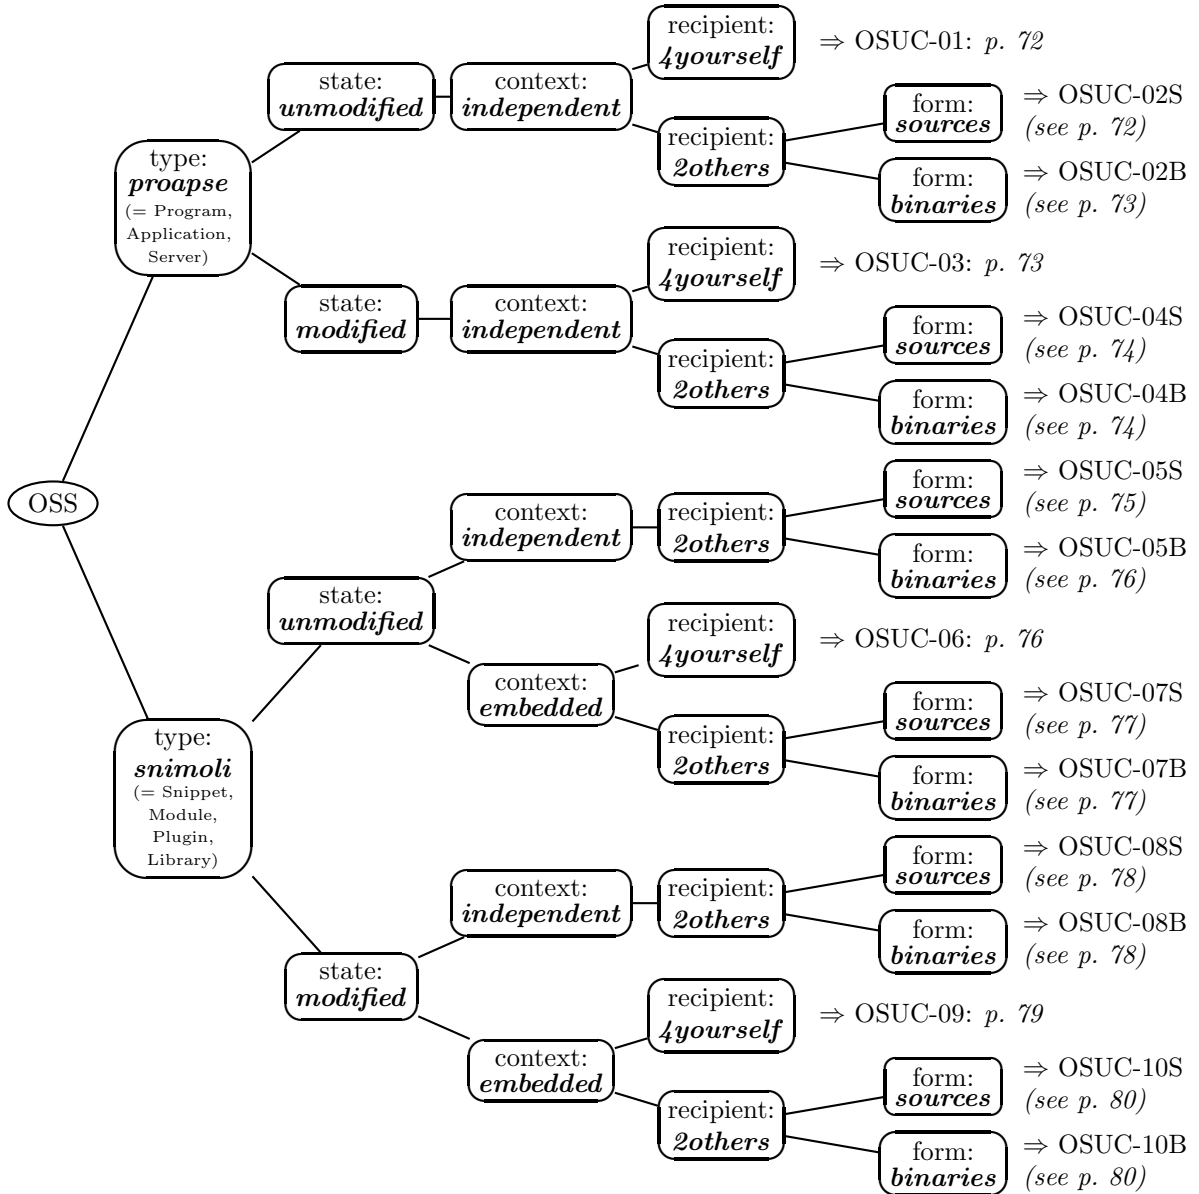 recipient:
4yourself
⇒ OSUC-01: p. 72
state:
unmodified
context:
independent
form:
sources
⇒ OSUC-02S
(see p. 72)
recipient:
2others
type:
proapse
(= Program,
Application,
Server)
form:
binaries
⇒ OSUC-02B
(see p. 73)
recipient:
4yourself
⇒ OSUC-03: p. 73
state:
modified
context:
independent
form:
sources
⇒ OSUC-04S
(see p. 74)
recipient:
2others
form:
binaries
⇒ OSUC-04B
(see p. 74)
OSS
context:
independent
recipient:
2others
form:
sources
⇒ OSUC-05S
(see p. 75)
form:
binaries
⇒ OSUC-05B
(see p. 76)
state:
unmodified
recipient:
4yourself
⇒ OSUC-06: p. 76
context:
embedded
form:
sources
⇒ OSUC-07S
(see p. 77)
recipient:
2others
form:
binaries
⇒ OSUC-07B
(see p. 77)
type:
snimoli
(= Snippet,
Module,
Plugin,
Library)
context:
independent
recipient:
2others
form:
sources
⇒ OSUC-08S
(see p. 78)
form:
binaries
⇒ OSUC-08B
(see p. 78)
state:
modified
recipient:
4yourself
⇒ OSUC-09: p. 79
context:
embedded
form:
sources
⇒ OSUC-10S
(see p. 80)
recipient:
2others
form:
binaries
⇒ OSUC-10B
(see p. 80)